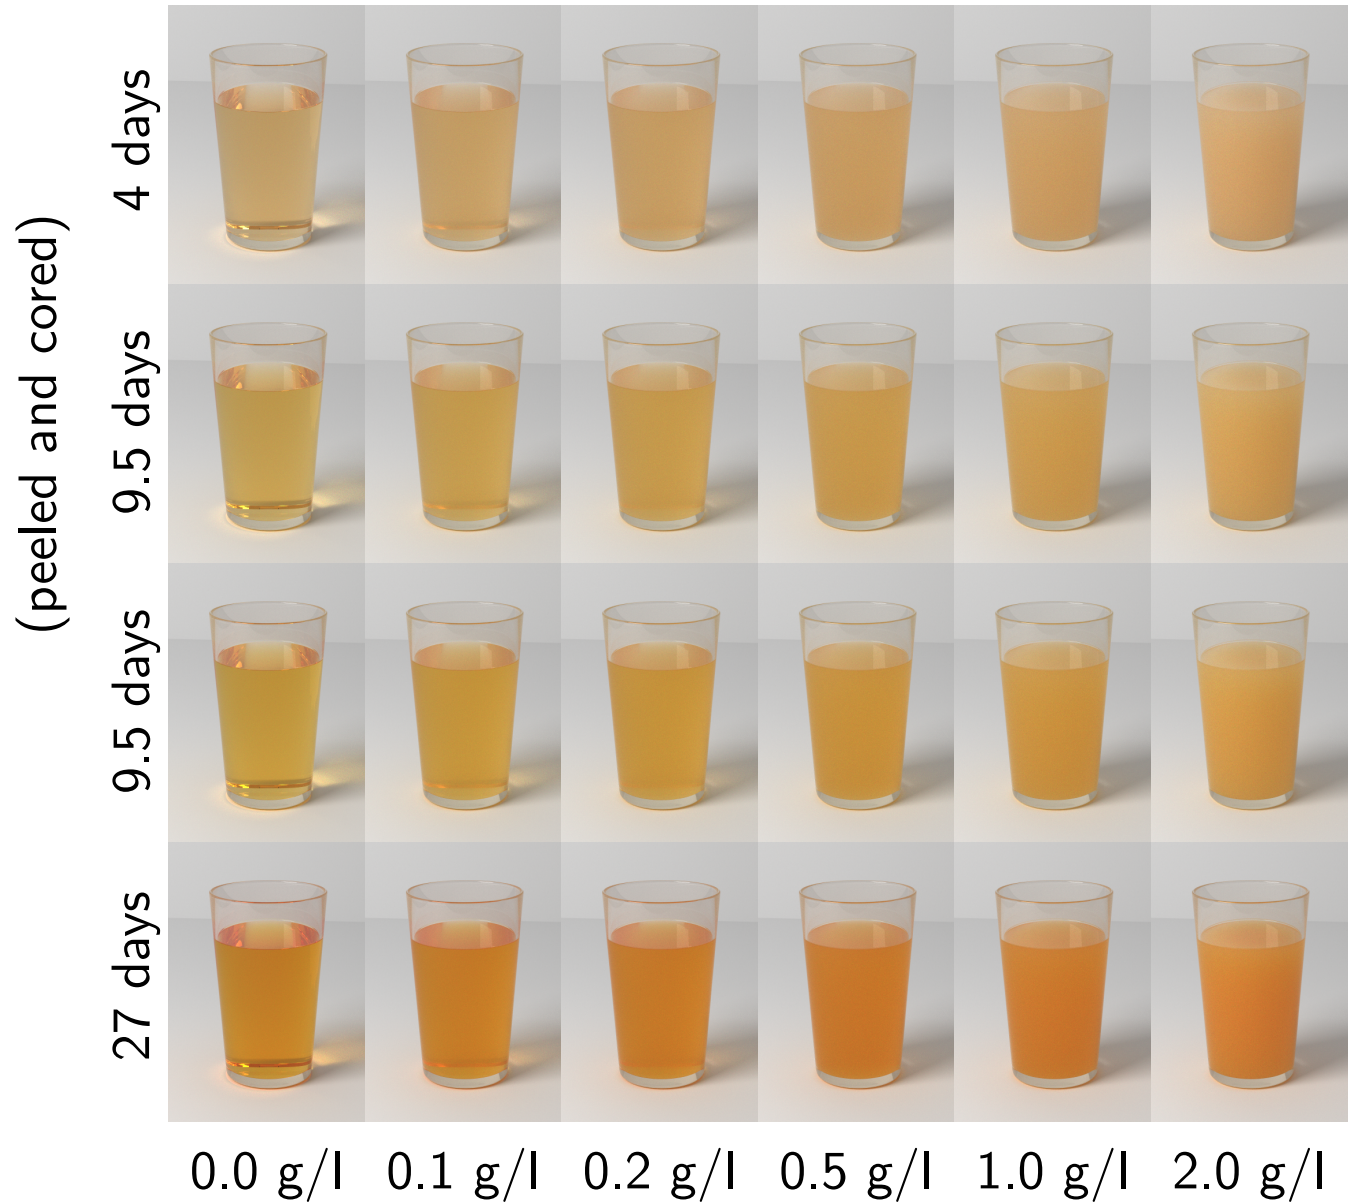 (peeled and cored)
4 days
9.5 days
9.5 days
27 days
0.0 g/l 0.1 g/l 0.2 g/l 0.5 g/l 1.0 g/l 2.0 g/l